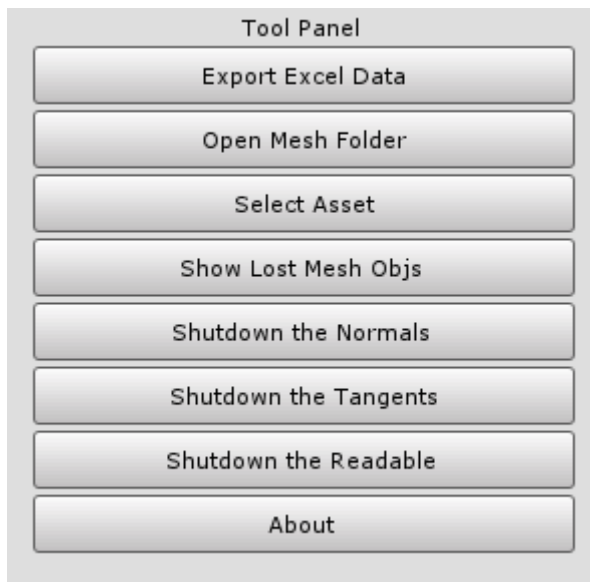 Tool Panel
Export Excel Data
Open Mesh Folder
Select Asset
Show Lost Mesh Objs
Shutdown the Normals
Shutdown the Tangents
Shutdown the Readable
About